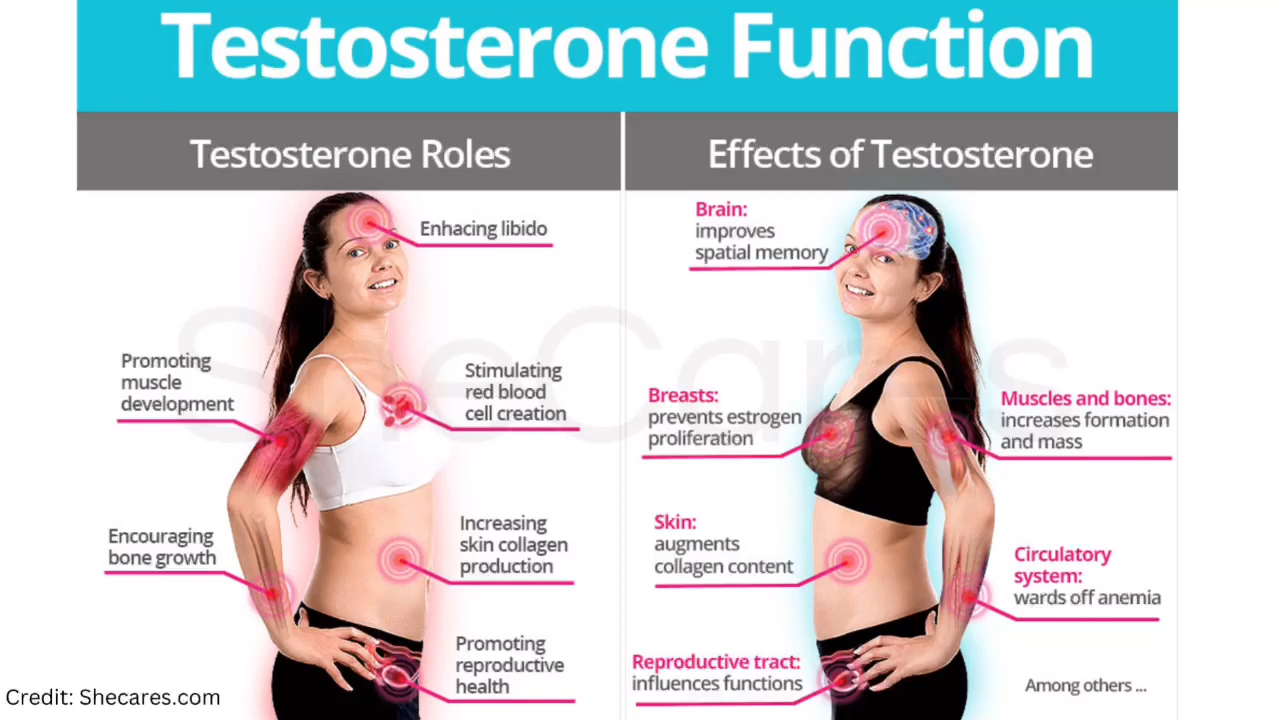 Testosterone Function
Testosterone Roles
Enhacing libido
Promoting
muscle
development
Stimulating
red blood
cell creation
Encouraging
bone growth
Increasing
skin collagen
production
Promoting
reproductive
health
Effects of Testosterone
Brain:
improves
spatial memory
Breasts:
prevents estrogen
proliferation
Muscles and bones:
increases formation
and mass
Skin:
augments
collagen content
Circulatory
system:
wards off anemia
Reproductive tract:
influences functions
Among others ...
SheCares
Credit: Shecares.com